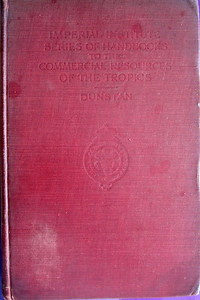 IMPERIAL INSTITUTE
SERIES OF HANDBOOKS
TO THE
COMMERCIAL RESOURCES
OF THE TROPICS
DUNSTAN